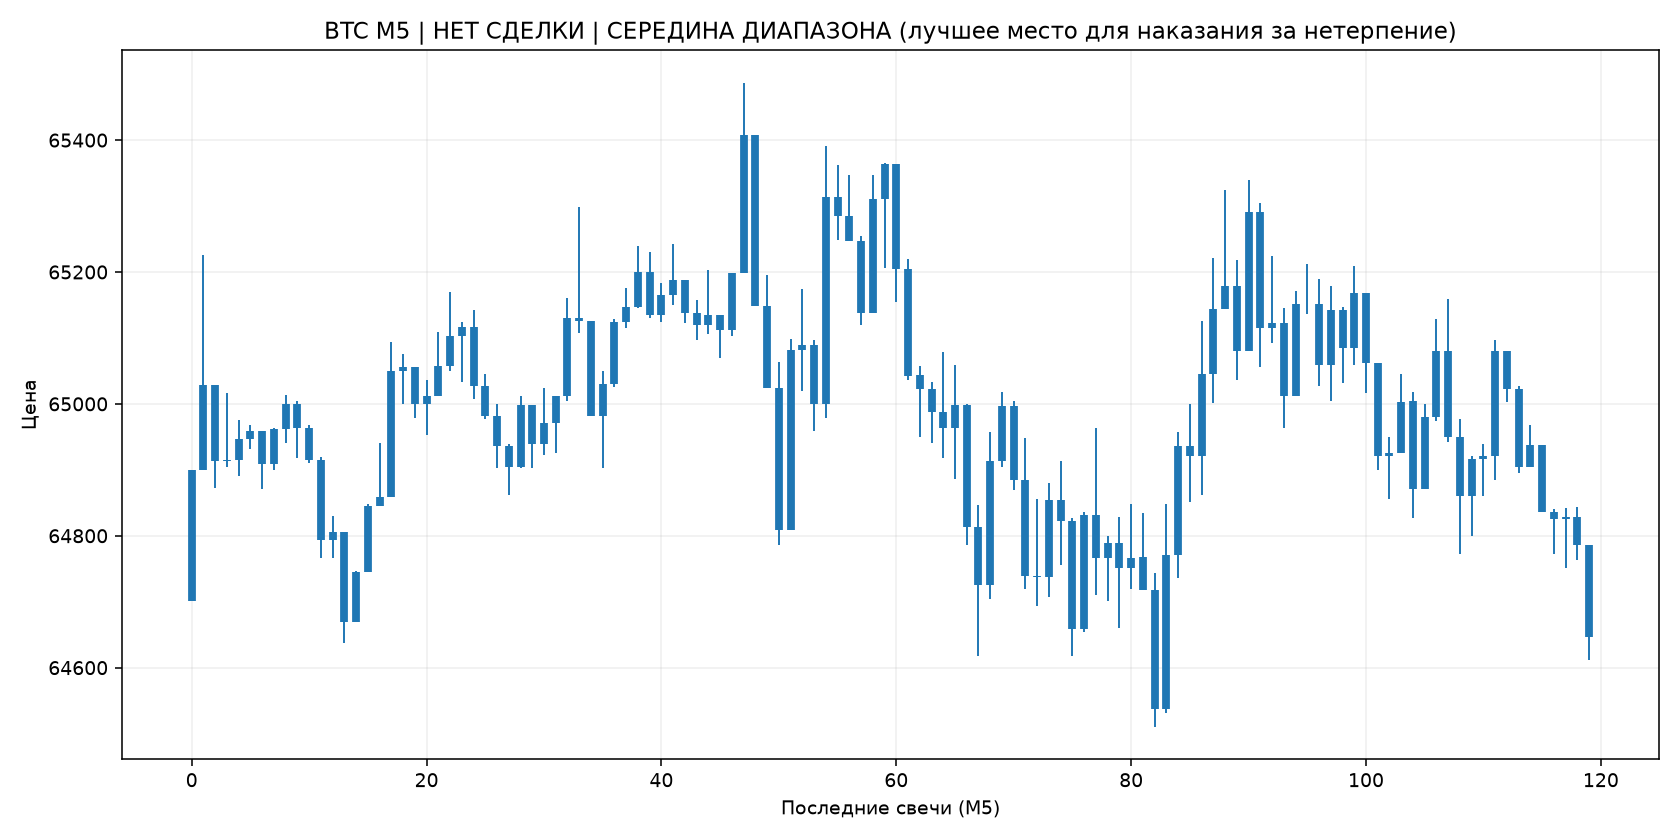 BTC M5 | НЕТ СДЕЛКИ | СЕРЕДИНА ДИАПАЗОНА (лучшее место для наказания за нетерпение)
65400
65200
65000
64800
64600
Цена
0 20 40 60 80 100 120
Последние свечи (M5)